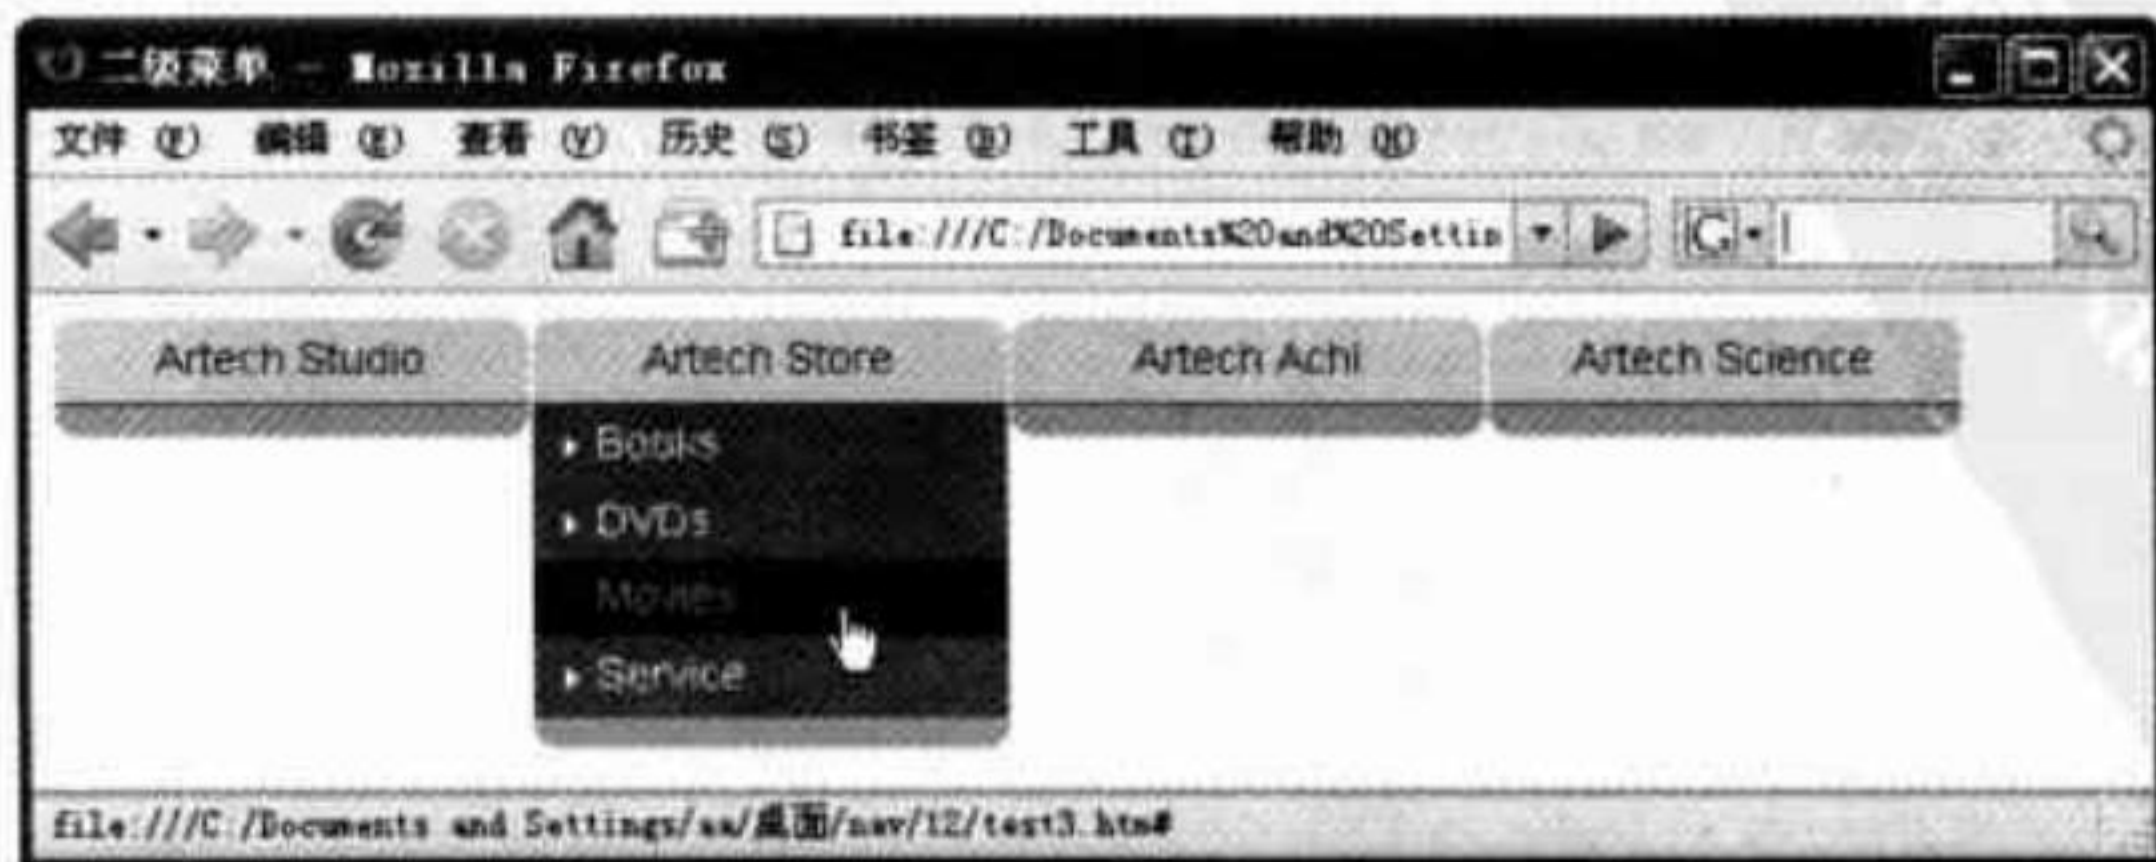 二级菜单 - Mozilla Firefox
文件 (F) 编辑 (E) 查看 (V) 历史 (S) 书签 (B) 工具 (T) 帮助 (H)
file:///C:/Documents%20and%20Settin
Artech Studio Artech Store Artech Achi Artech Science
Books
DVDs
Movies
Service
file:///C:/Documents and Settings/aa/桌面/nav/12/test3.htm#